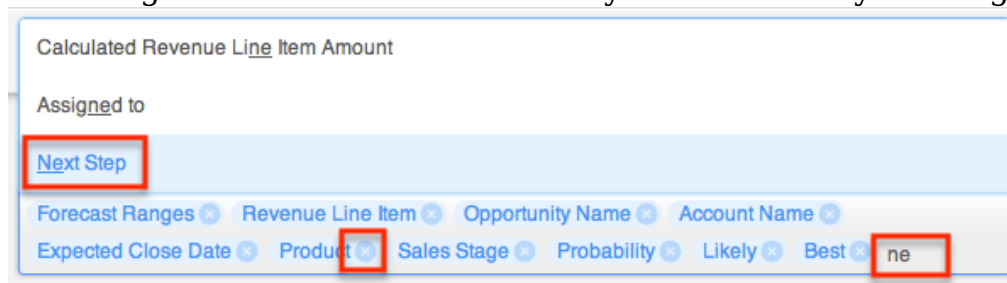 Calculated Revenue Line Item Amount
Assigned to
Next Step
Forecast Ranges Revenue Line Item Opportunity Name Account Name
Expected Close Date Product Sales Stage Probability Likely Best ne